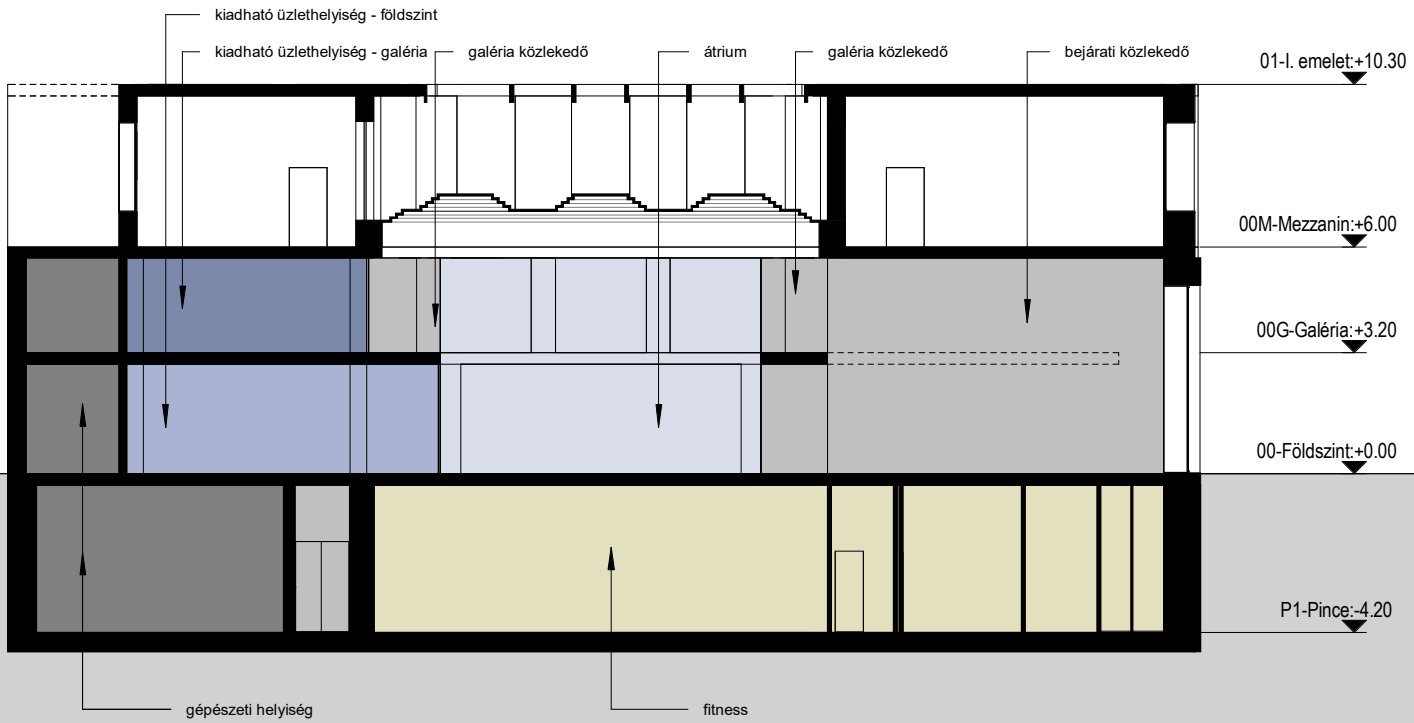 kiadható üzlethelyiség - földszint
kiadható üzlethelyiség - galéria
galéria közlekedő
átrium
galéria közlekedő
bejárati közlekedő
01-I. emelet:+10.30
00M-Mezzanin:+6.00
00G-Galéria:+3.20
00-Földszint:+0.00
P1-Pince:-4.20
gépészeti helyiség
fitness